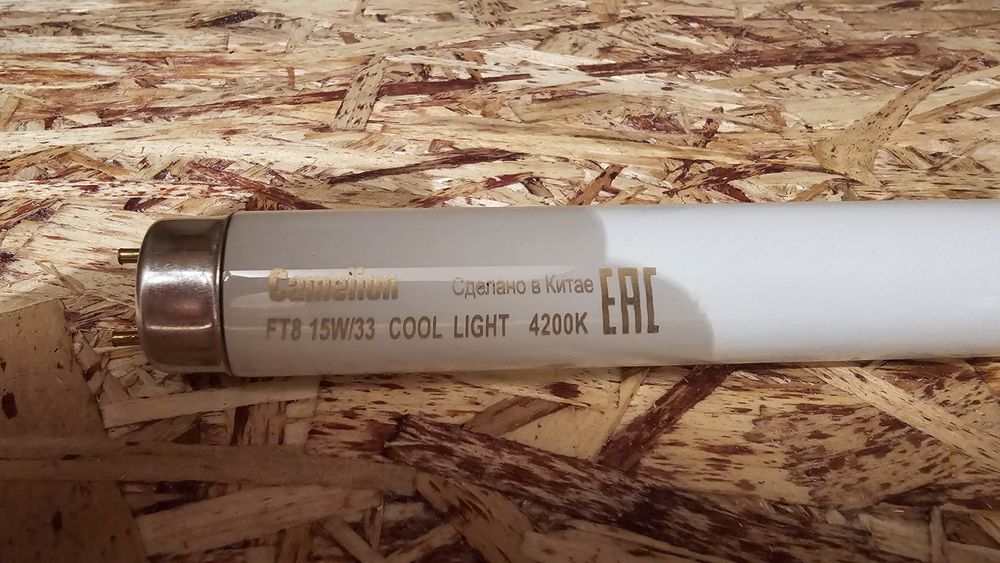 Camelion Сделано в Китае EAC
FT8 15W/33 COOL LIGHT 4200K